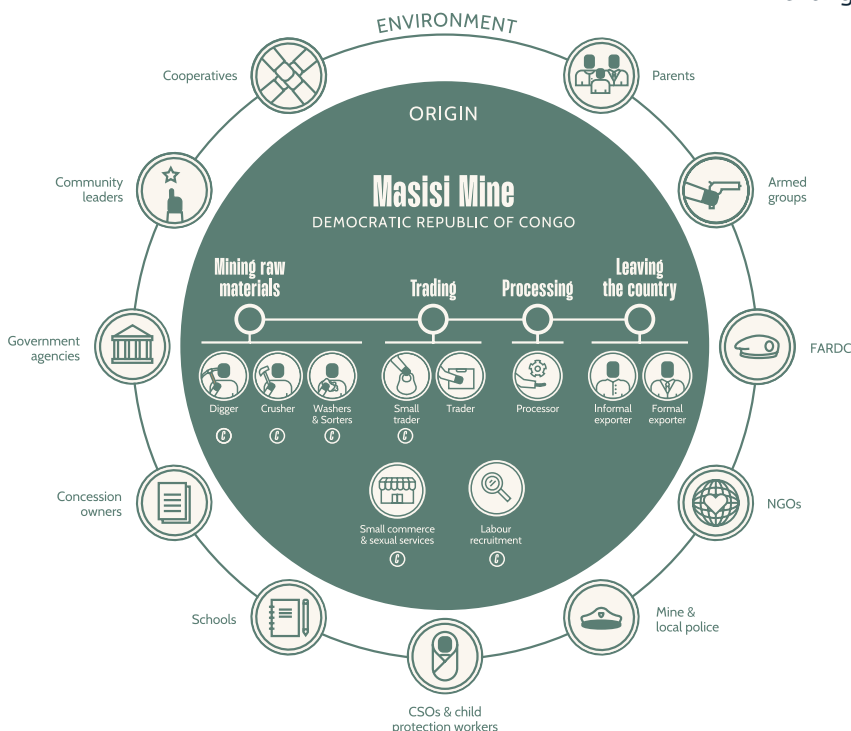 ENVIRONMENT
Cooperatives
Parents
ORIGIN
Community
leaders
Armed
groups
Masisi Mine
DEMOCRATIC REPUBLIC OF CONGO
Mining raw
materials
Trading
Processing
Leaving
the country
Government
agencies
FARDC
Digger
Crusher
Washers
& Sorters
Small
trader
Trader
Processor
Informal
exporter
Formal
exporter
C
C
C
C
Concession
owners
NGOs
Small commerce
& sexual services
Labour
recruitment
C
C
Schools
Mine &
local police
CSOs & child
protection workers